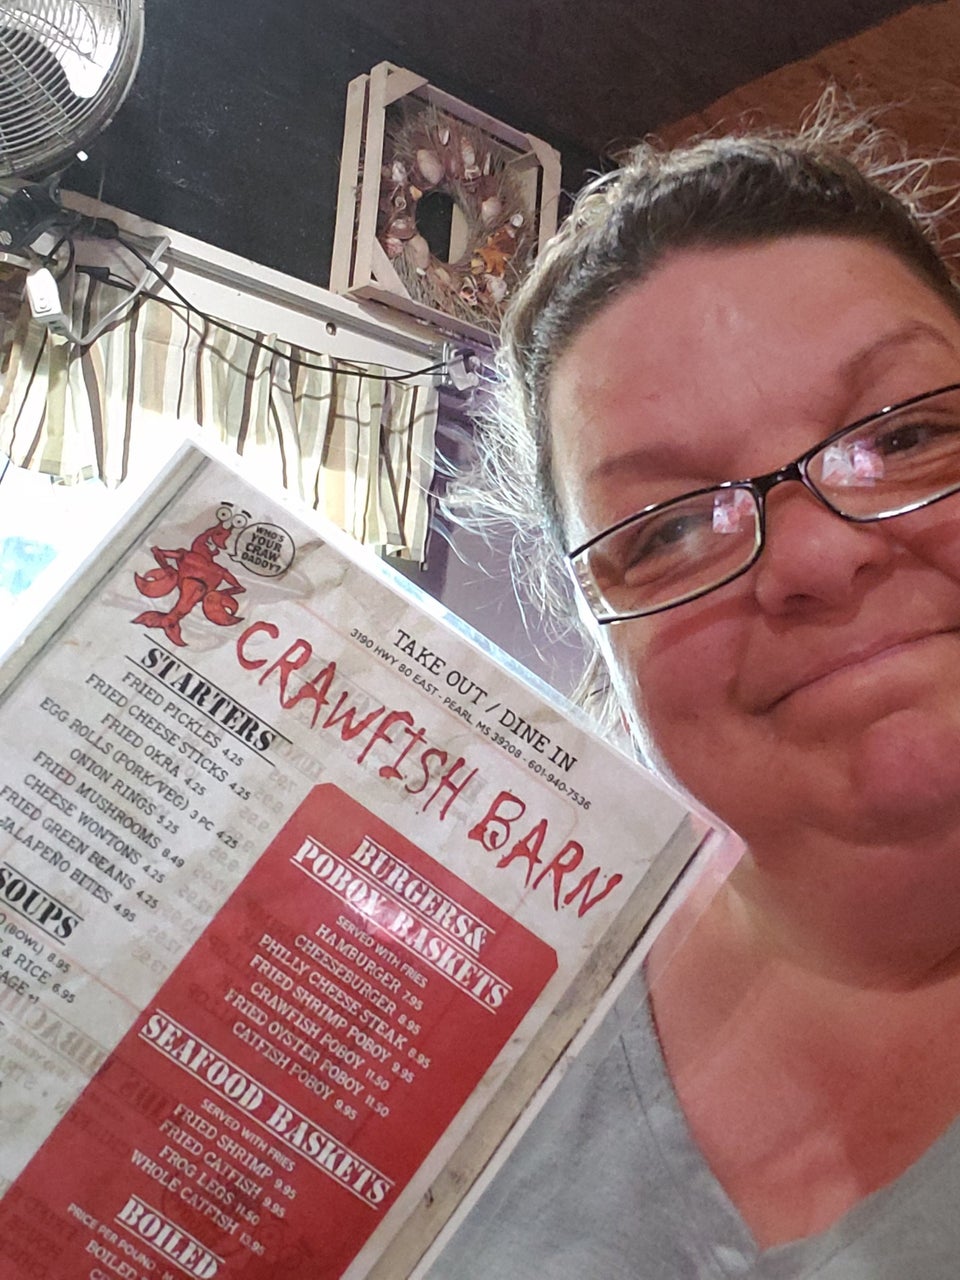 WHO'S
YOUR
CRAW
DADDY?
CRAWFISH BARN
TAKE OUT / DINE IN
3190 HWY 80 EAST - PEARL, MS 39208 - 601-940-7536
STARTERS
FRIED PICKLES 4.25
FRIED CHEESE STICKS 4.25
FRIED OKRA 4.25
EGG ROLLS (PORK/VEG) 3 PC 4.25
ONION RINGS 5.25
FRIED MUSHROOMS 8.49
CHEESE WONTONS 4.25
FRIED GREEN BEANS 4.25
JALAPENO BITES 4.95
SOUPS
(BOWL) 8.95
& RICE 6.95
BURGERS&
POBOY BASKETS
SERVED WITH FRIES
HAMBURGER 7.95
CHEESEBURGER 8.95
PHILLY CHEESE STEAK 8.95
FRIED SHRIMP POBOY 9.95
CRAWFISH POBOY 11.50
FRIED OYSTER POBOY 11.50
CATFISH POBOY 9.95
SEAFOOD BASKETS
SERVED WITH FRIES
FRIED SHRIMP 9.95
FRIED CATFISH 9.95
FROG LEGS 11.50
WHOLE CATFISH 13.95
BOILED
PRICE PER POUND